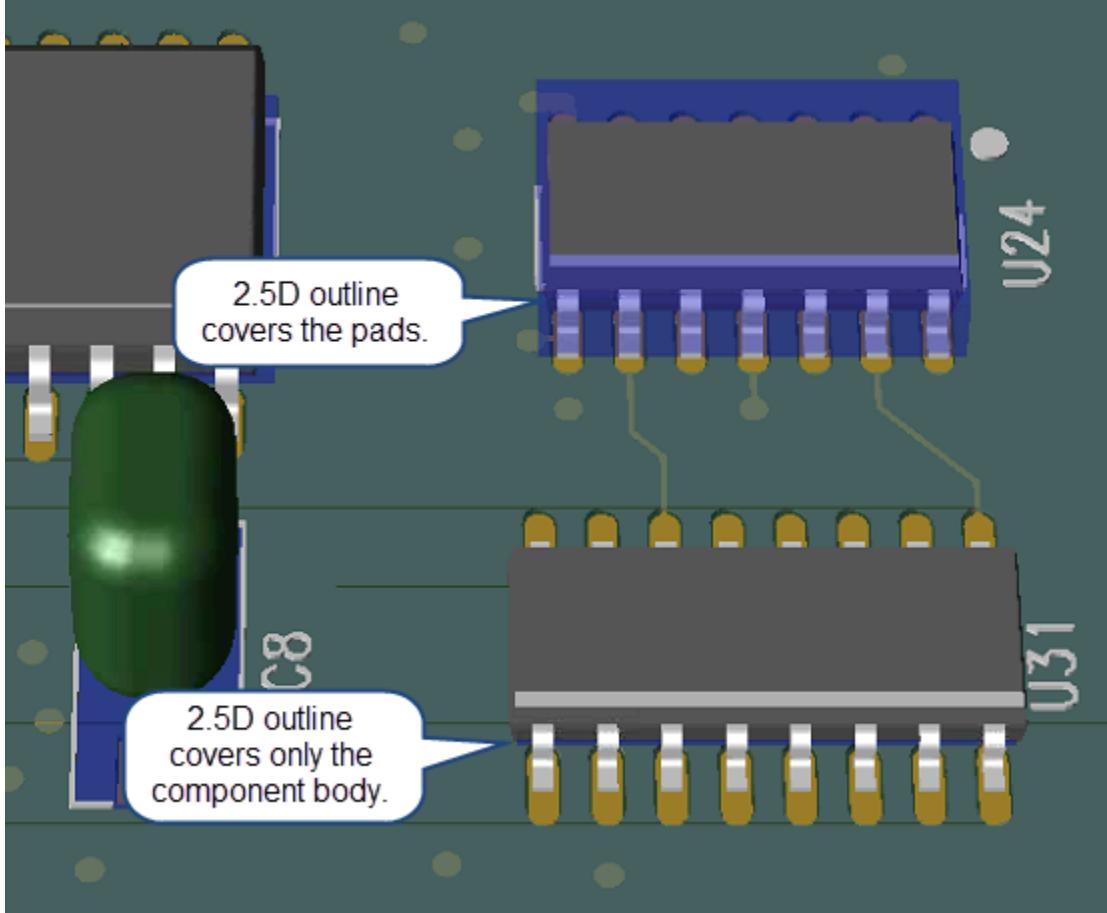 U24
2.5D outline
covers the pads.
C8
U31
2.5D outline
covers only the
component body.